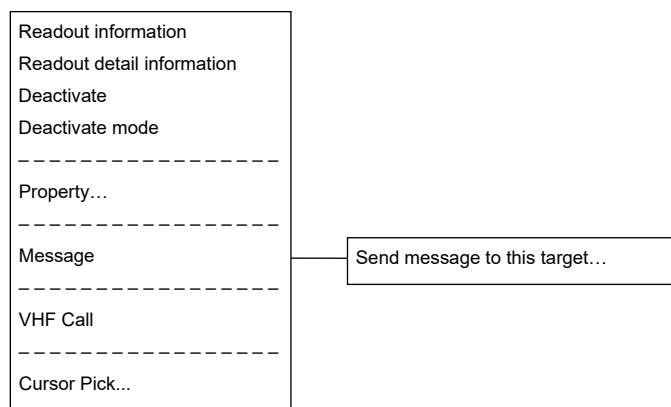 Readout information
Readout detail information
Deactivate
Deactivate mode
Property…
Message
Send message to this target…
VHF Call
Cursor Pick...